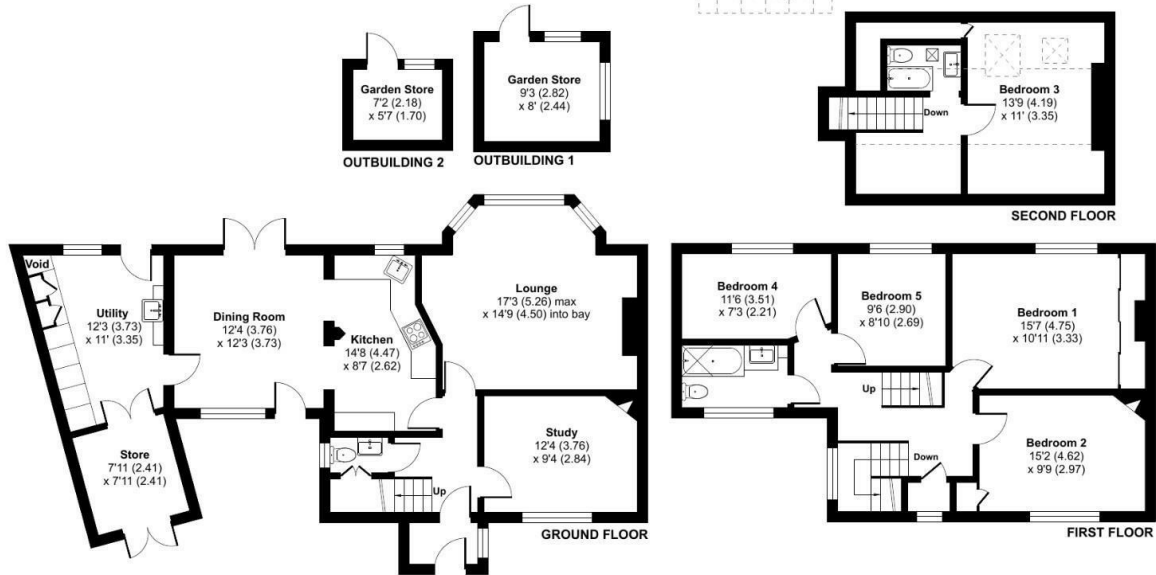 Garden Store
7'2 (2.18)
x 5'7 (1.70)
OUTBUILDING 2
Garden Store
9'3 (2.82)
x 8' (2.44)
OUTBUILDING 1
Bedroom 3
13'9 (4.19)
x 11' (3.35)
Down
SECOND FLOOR
Void
Utility
12'3 (3.73)
x 11' (3.35)
Dining Room
12'4 (3.76)
x 12'3 (3.73)
Kitchen
14'8 (4.47)
x 8'7 (2.62)
Lounge
17'3 (5.26) max
x 14'9 (4.50) into bay
Store
7'11 (2.41)
x 7'11 (2.41)
Study
12'4 (3.76)
x 9'4 (2.84)
Up
GROUND FLOOR
Bedroom 4
11'6 (3.51)
x 7'3 (2.21)
Bedroom 5
9'6 (2.90)
x 8'10 (2.69)
Bedroom 1
15'7 (4.75)
x 10'11 (3.33)
Up
Down
Bedroom 2
15'2 (4.62)
x 9'9 (2.97)
FIRST FLOOR